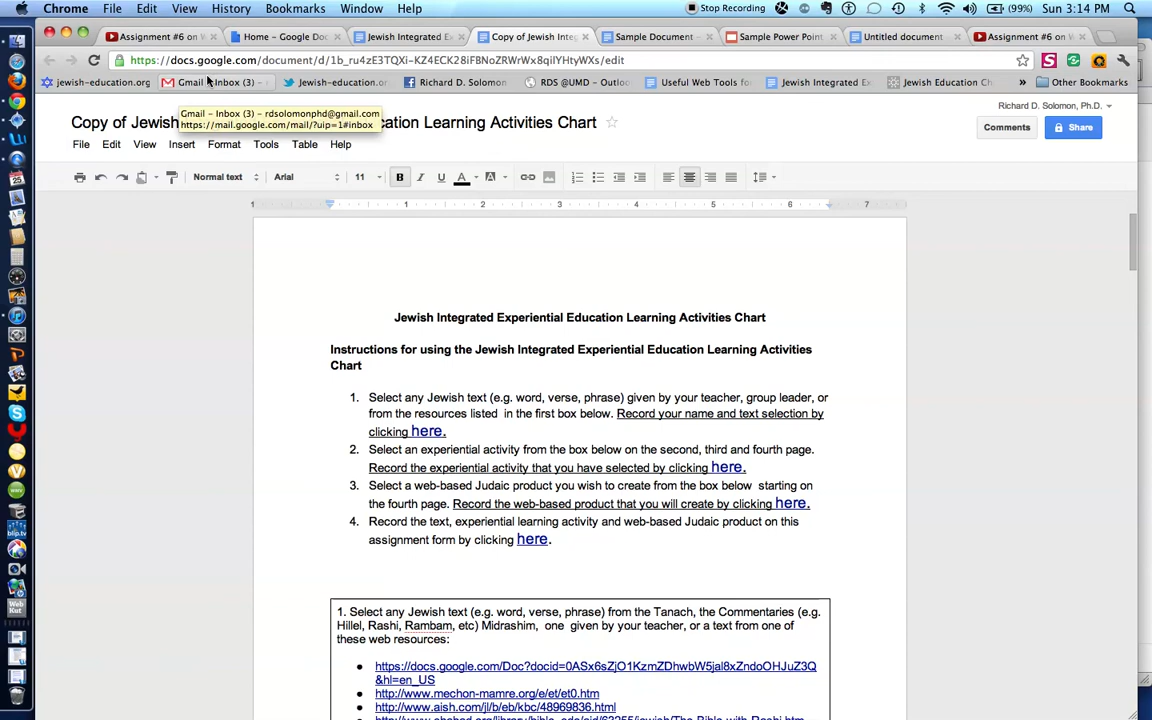 Chrome File Edit View History Bookmarks Window Help Stop Recording (99%) Sun 3:14 PM
Assignment #6 on W Home – Google Doc Jewish Integrated Ex Copy of Jewish Integ Sample Document – Sample Power Point Untitled document Assignment #6 on W
https://docs.google.com/document/d/1b_ru4zE3TQXi-KZ4ECK28iFBNoZRWrWx8qilYHtysWXs/edit
jewish-education.org Gmail – Inbox (3) – Jewish-education.or Richard D. Solomon RDS @UMD – Outlin Useful Web Tools f Jewish Integrated Ex Jewish Education Ch » Other Bookmarks
Gmail – Inbox (3) – rdsolomonphd@gmail.com
https://mail.google.com/mail/?uip=1#inbox
Richard D. Solomon, Ph.D.
Copy of Jewish cation Learning Activities Chart
Comments Share
File Edit View Insert Format Tools Table Help
Normal text Arial 11 B I U A A
1 1 2 3 4 5 6 7
Jewish Integrated Experiential Education Learning Activities Chart
Instructions for using the Jewish Integrated Experiential Education Learning Activities
Chart
1. Select any Jewish text (e.g. word, verse, phrase) given by your teacher, group leader, or
from the resources listed in the first box below. Record your name and text selection by
clicking here.
2. Select an experiential activity from the box below on the second, third and fourth page.
Record the experiential activity that you have selected by clicking here.
3. Select a web-based Judaic product you wish to create from the box below starting on
the fourth page. Record the web-based product that you will create by clicking here.
4. Record the text, experiential learning activity and web-based Judaic product on this
assignment form by clicking here.
1. Select any Jewish text (e.g. word, verse, phrase) from the Tanach, the Commentaries (e.g.
Hillel, Rashi, Rambam, etc) Midrashim, one given by your teacher, or a text from one of
these web resources:
● https://docs.google.com/Doc?docid=0ASx6sZjO1KzmZDhwbW5jal8xZndoOHJuZ3Q
&hl=en_US
● http://www.mechon-mamre.org/e/et/et0.htm
● http://www.aish.com/jl/b/eb/kbc/48969836.html